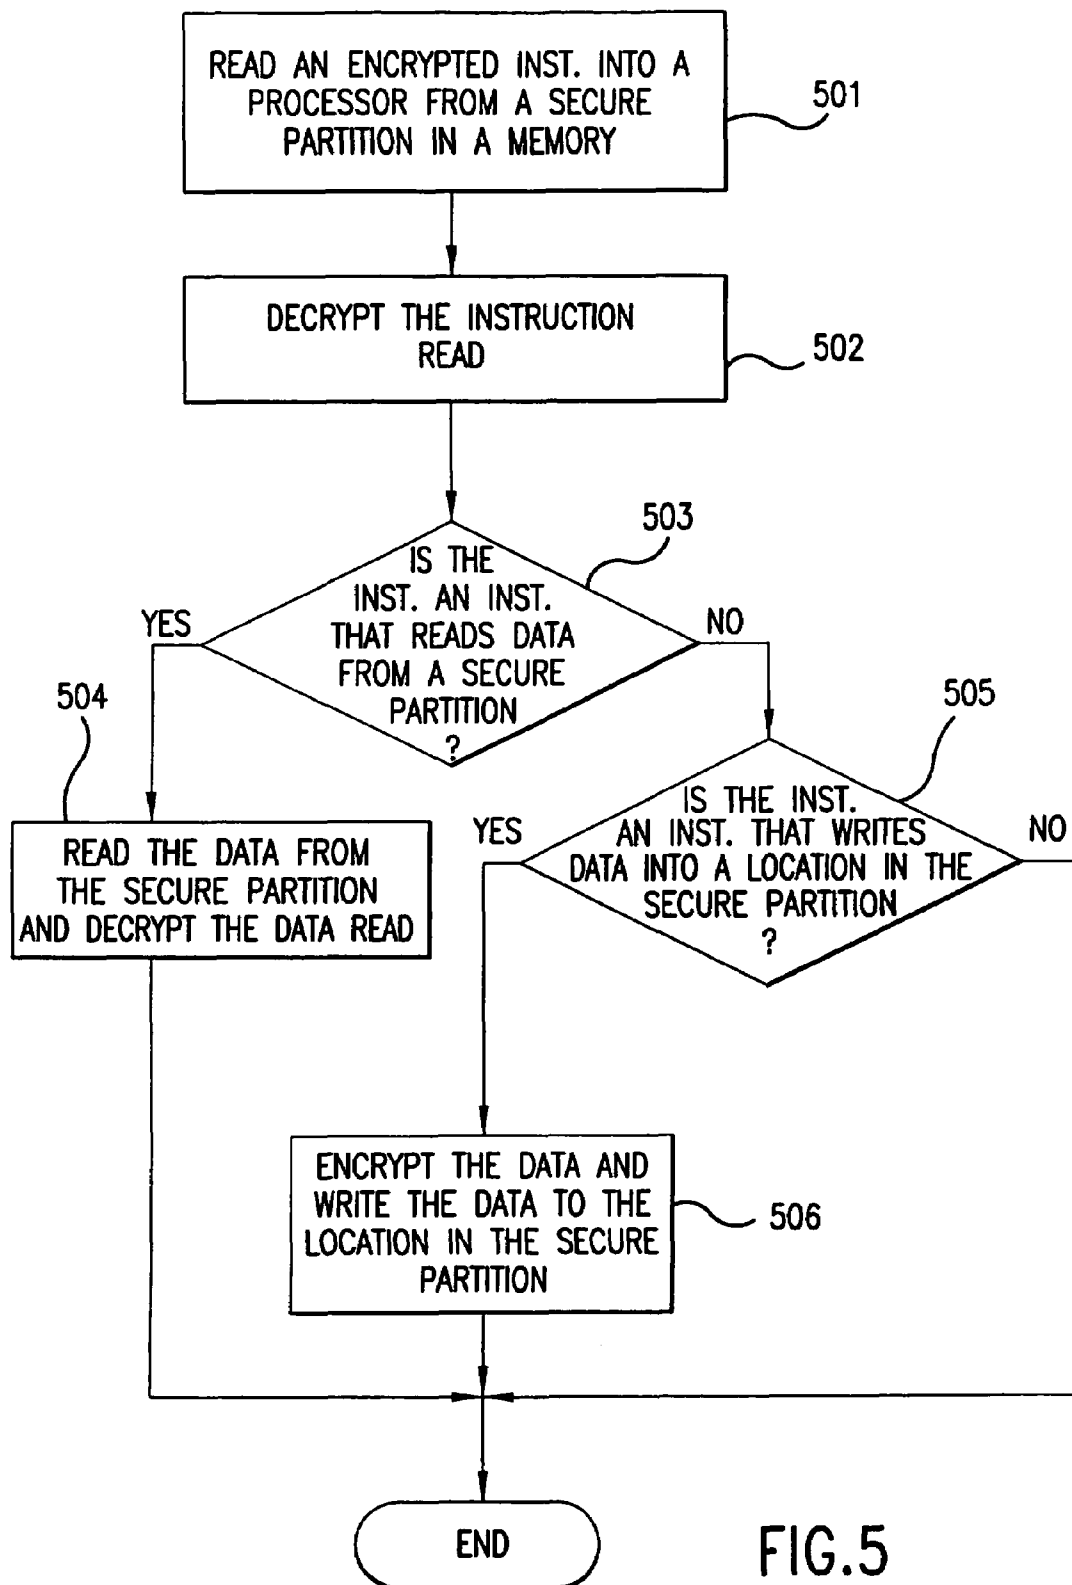 READ AN ENCRYPTED INST. INTO A
PROCESSOR FROM A SECURE
PARTITION IN A MEMORY
501
DECRYPT THE INSTRUCTION
READ
502
503
IS THE
INST. AN INST.
THAT READS DATA
FROM A SECURE
PARTITION
?
YES
NO
504
READ THE DATA FROM
THE SECURE PARTITION
AND DECRYPT THE DATA READ
505
IS THE INST.
AN INST. THAT WRITES
DATA INTO A LOCATION IN THE
SECURE PARTITION
?
YES
NO
ENCRYPT THE DATA AND
WRITE THE DATA TO THE
LOCATION IN THE SECURE
PARTITION
506
END
FIG.5